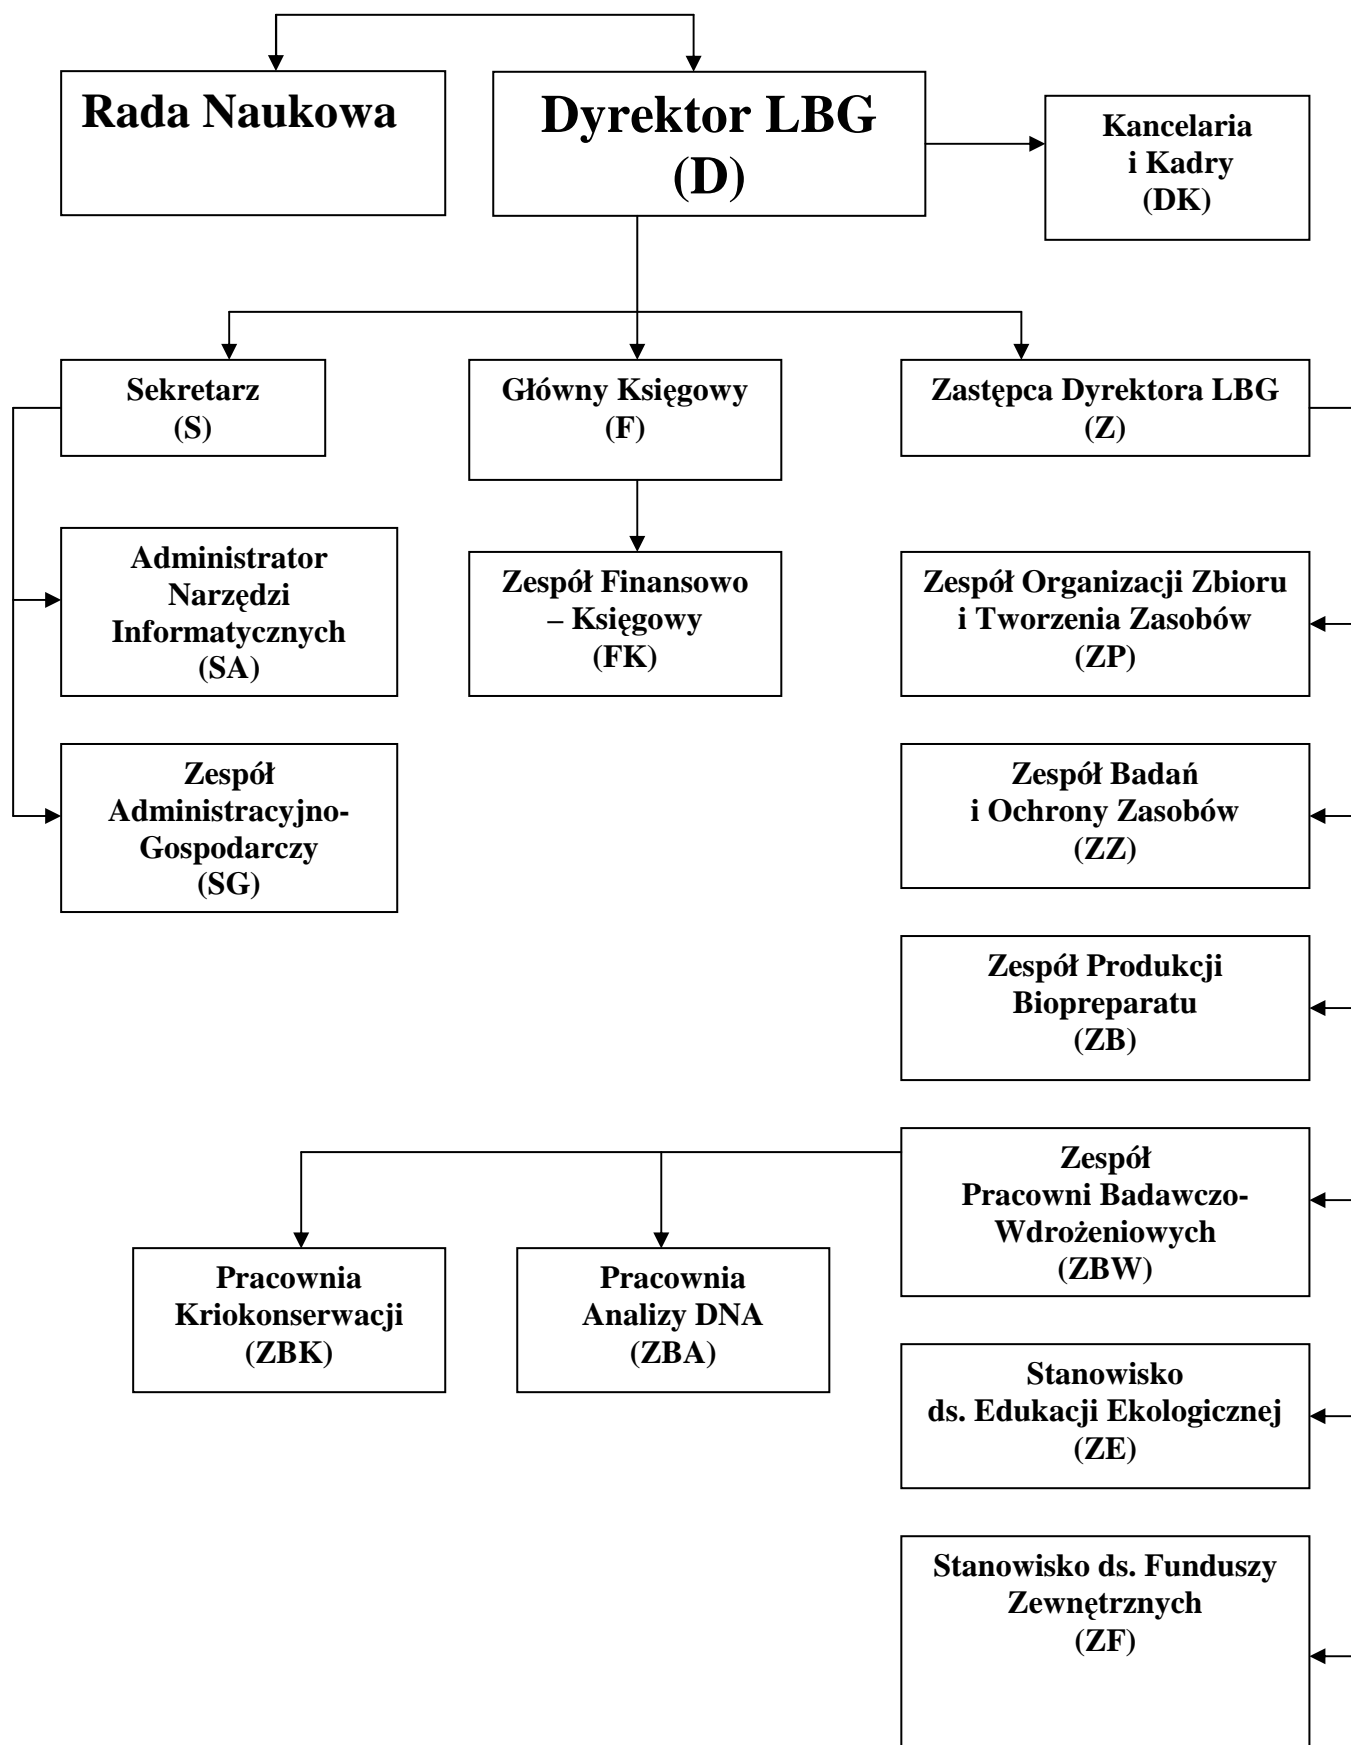 Rada Naukowa
Dyrektor LBG
(D)
Kancelaria
i Kadry
(DK)
Sekretarz
(S)
Główny Księgowy
(F)
Zastępca Dyrektora LBG
(Z)
Administrator
Narzędzi
Informatycznych
(SA)
Zespół Finansowo
– Księgowy
(FK)
Zespół Organizacji Zbioru
i Tworzenia Zasobów
(ZP)
Zespół
Administracyjno-
Gospodarczy
(SG)
Zespół Badań
i Ochrony Zasobów
(ZZ)
Zespół Produkcji
Biopreparatu
(ZB)
Zespół
Pracowni Badawczo-
Wdrożeniowych
(ZBW)
Pracownia
Kriokonserwacji
(ZBK)
Pracownia
Analizy DNA
(ZBA)
Stanowisko
ds. Edukacji Ekologicznej
(ZE)
Stanowisko ds. Funduszy
Zewnętrznych
(ZF)